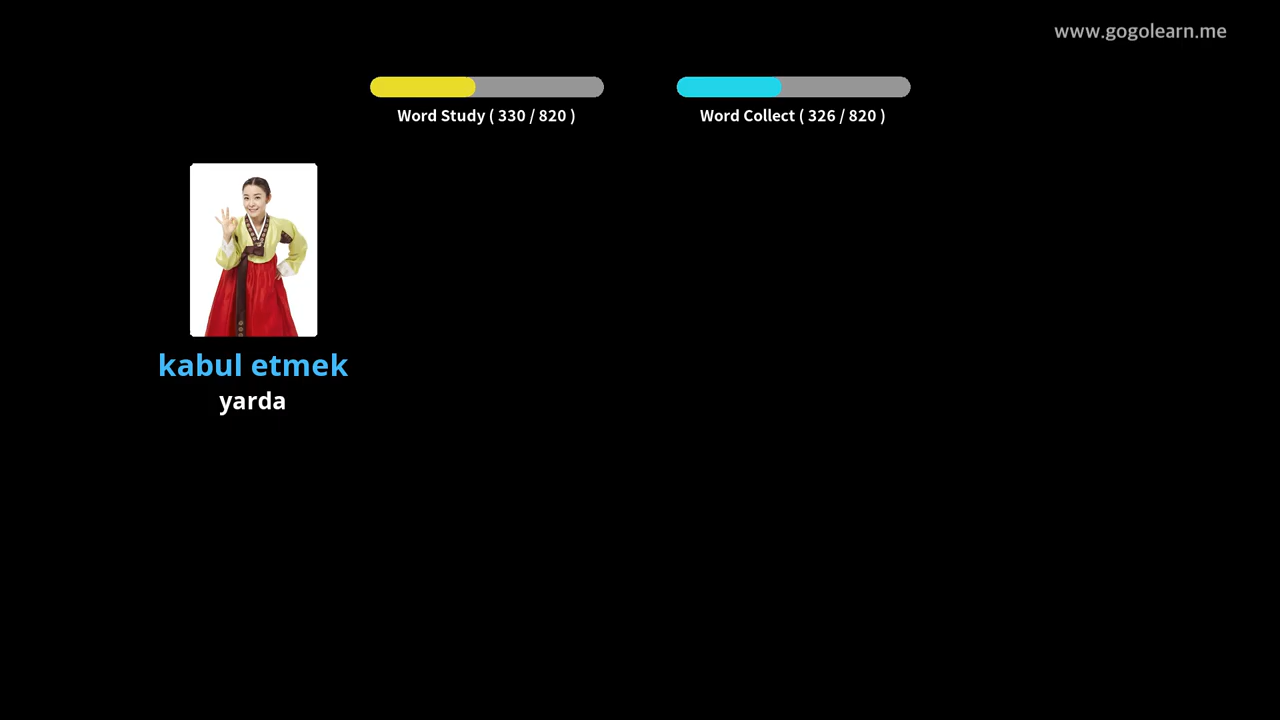 www.gogolearn.me
Word Study ( 330 / 820 )
Word Collect ( 326 / 820 )
kabul etmek
yarda